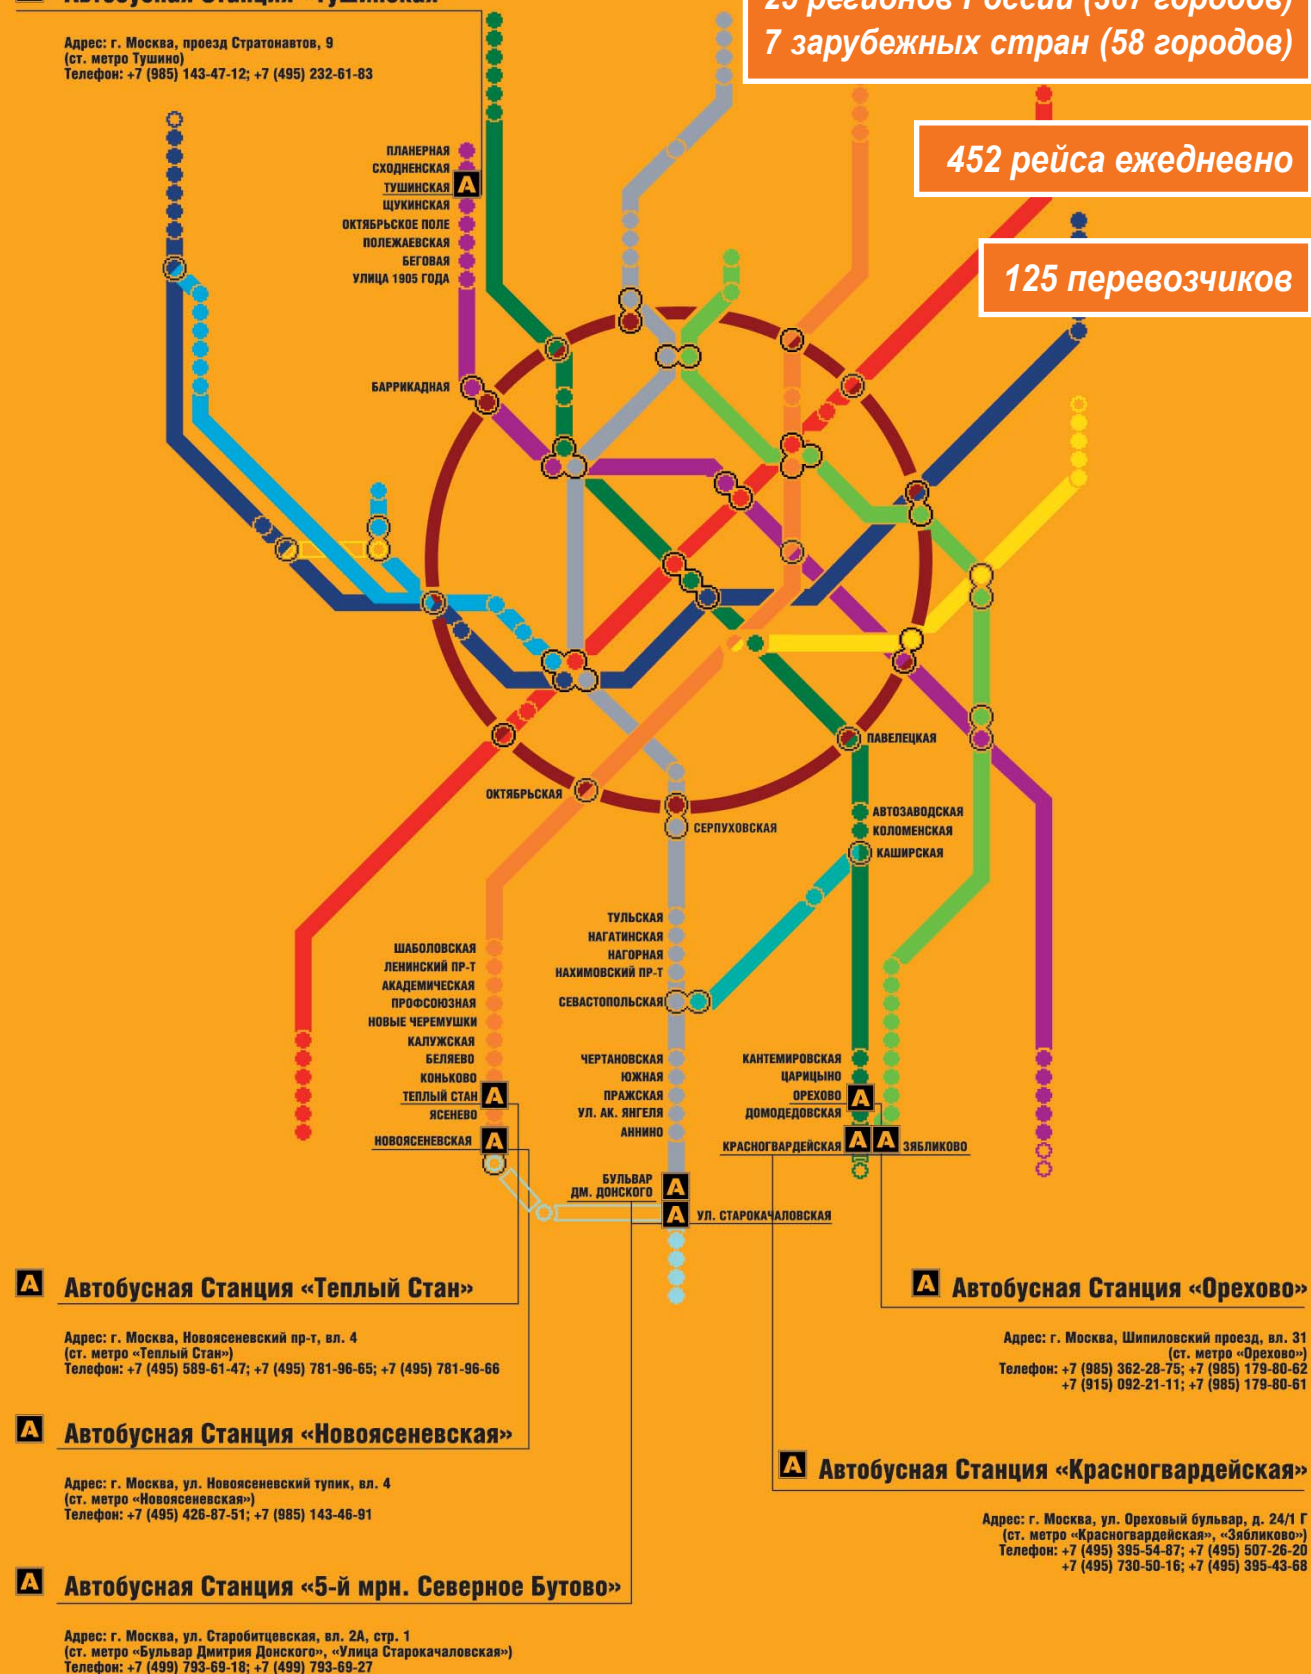 Автобусная Станция «Тушинская»
Адрес: г. Москва, проезд Стратонавтов, 9
(ст. метро Тушино)
Телефон: +7 (985) 143-47-12; +7 (495) 232-61-83
25 регионов России (307 городов)
7 зарубежных стран (58 городов)
452 рейса ежедневно
125 перевозчиков
ПЛАНЕРНАЯ
СХОДНЕНСКАЯ
ТУШИНСКАЯ А
ЩУКИНСКАЯ
ОКТЯБРЬСКОЕ ПОЛЕ
ПОЛЕЖАЕВСКАЯ
БЕГОВАЯ
УЛИЦА 1905 ГОДА
БАРРИКАДНАЯ
ПАВЕЛЕЦКАЯ
ОКТЯБРЬСКАЯ
СЕРПУХОВСКАЯ
АВТОЗАВОДСКАЯ
КОЛОМЕНСКАЯ
КАШИРСКАЯ
ШАБОЛОВСКАЯ
ЛЕНИНСКИЙ ПР-Т
АКАДЕМИЧЕСКАЯ
ПРОФСОЮЗНАЯ
НОВЫЕ ЧЕРЕМУШКИ
КАЛУЖСКАЯ
БЕЛЯЕВО
КОНЬКОВО
ТЕПЛЫЙ СТАН А
ЯСЕНЕВО
НОВОЯСЕНЕВСКАЯ А
ТУЛЬСКАЯ
НАГАТИНСКАЯ
НАГОРНАЯ
НАХИМОВСКИЙ ПР-Т
СЕВАСТОПОЛЬСКАЯ
ЧЕРТАНОВСКАЯ
ЮЖНАЯ
ПРАЖСКАЯ
УЛ. АК. ЯНГЕЛЯ
АННИНО
БУЛЬВАР
ДМ. ДОНСКОГО А
А УЛ. СТАРОКАЧАЛОВСКАЯ
КАНТЕМИРОВСКАЯ
ЦАРИЦЫНО
ОРЕХОВО А
ДОМОДЕДОВСКАЯ
КРАСНОГВАРДЕЙСКАЯ А А ЗЯБЛИКОВО
А Автобусная Станция «Теплый Стан»
Адрес: г. Москва, Новоясеневский пр-т, вл. 4
(ст. метро «Теплый Стан»)
Телефон: +7 (495) 589-61-47; +7 (495) 781-96-65; +7 (495) 781-96-66
А Автобусная Станция «Новоясеневская»
Адрес: г. Москва, ул. Новоясеневский тупик, вл. 4
(ст. метро «Новоясеневская»)
Телефон: +7 (495) 426-87-51; +7 (985) 143-46-91
А Автобусная Станция «5-й мрн. Северное Бутово»
Адрес: г. Москва, ул. Старобитцевская, вл. 2А, стр. 1
(ст. метро «Бульвар Дмитрия Донского», «Улица Старокачаловская»)
Телефон: +7 (499) 793-69-18; +7 (499) 793-69-27
А Автобусная Станция «Орехово»
Адрес: г. Москва, Шипиловский проезд, вл. 31
(ст. метро «Орехово»)
Телефон: +7 (985) 362-28-75; +7 (985) 179-80-62
+7 (915) 092-21-11; +7 (985) 179-80-61
А Автобусная Станция «Красногвардейская»
Адрес: г. Москва, ул. Ореховый бульвар, д. 24/1 Г
(ст. метро «Красногвардейская», «Зябликово»)
Телефон: +7 (495) 395-54-87; +7 (495) 507-26-20
+7 (495) 730-50-16; +7 (495) 395-43-68